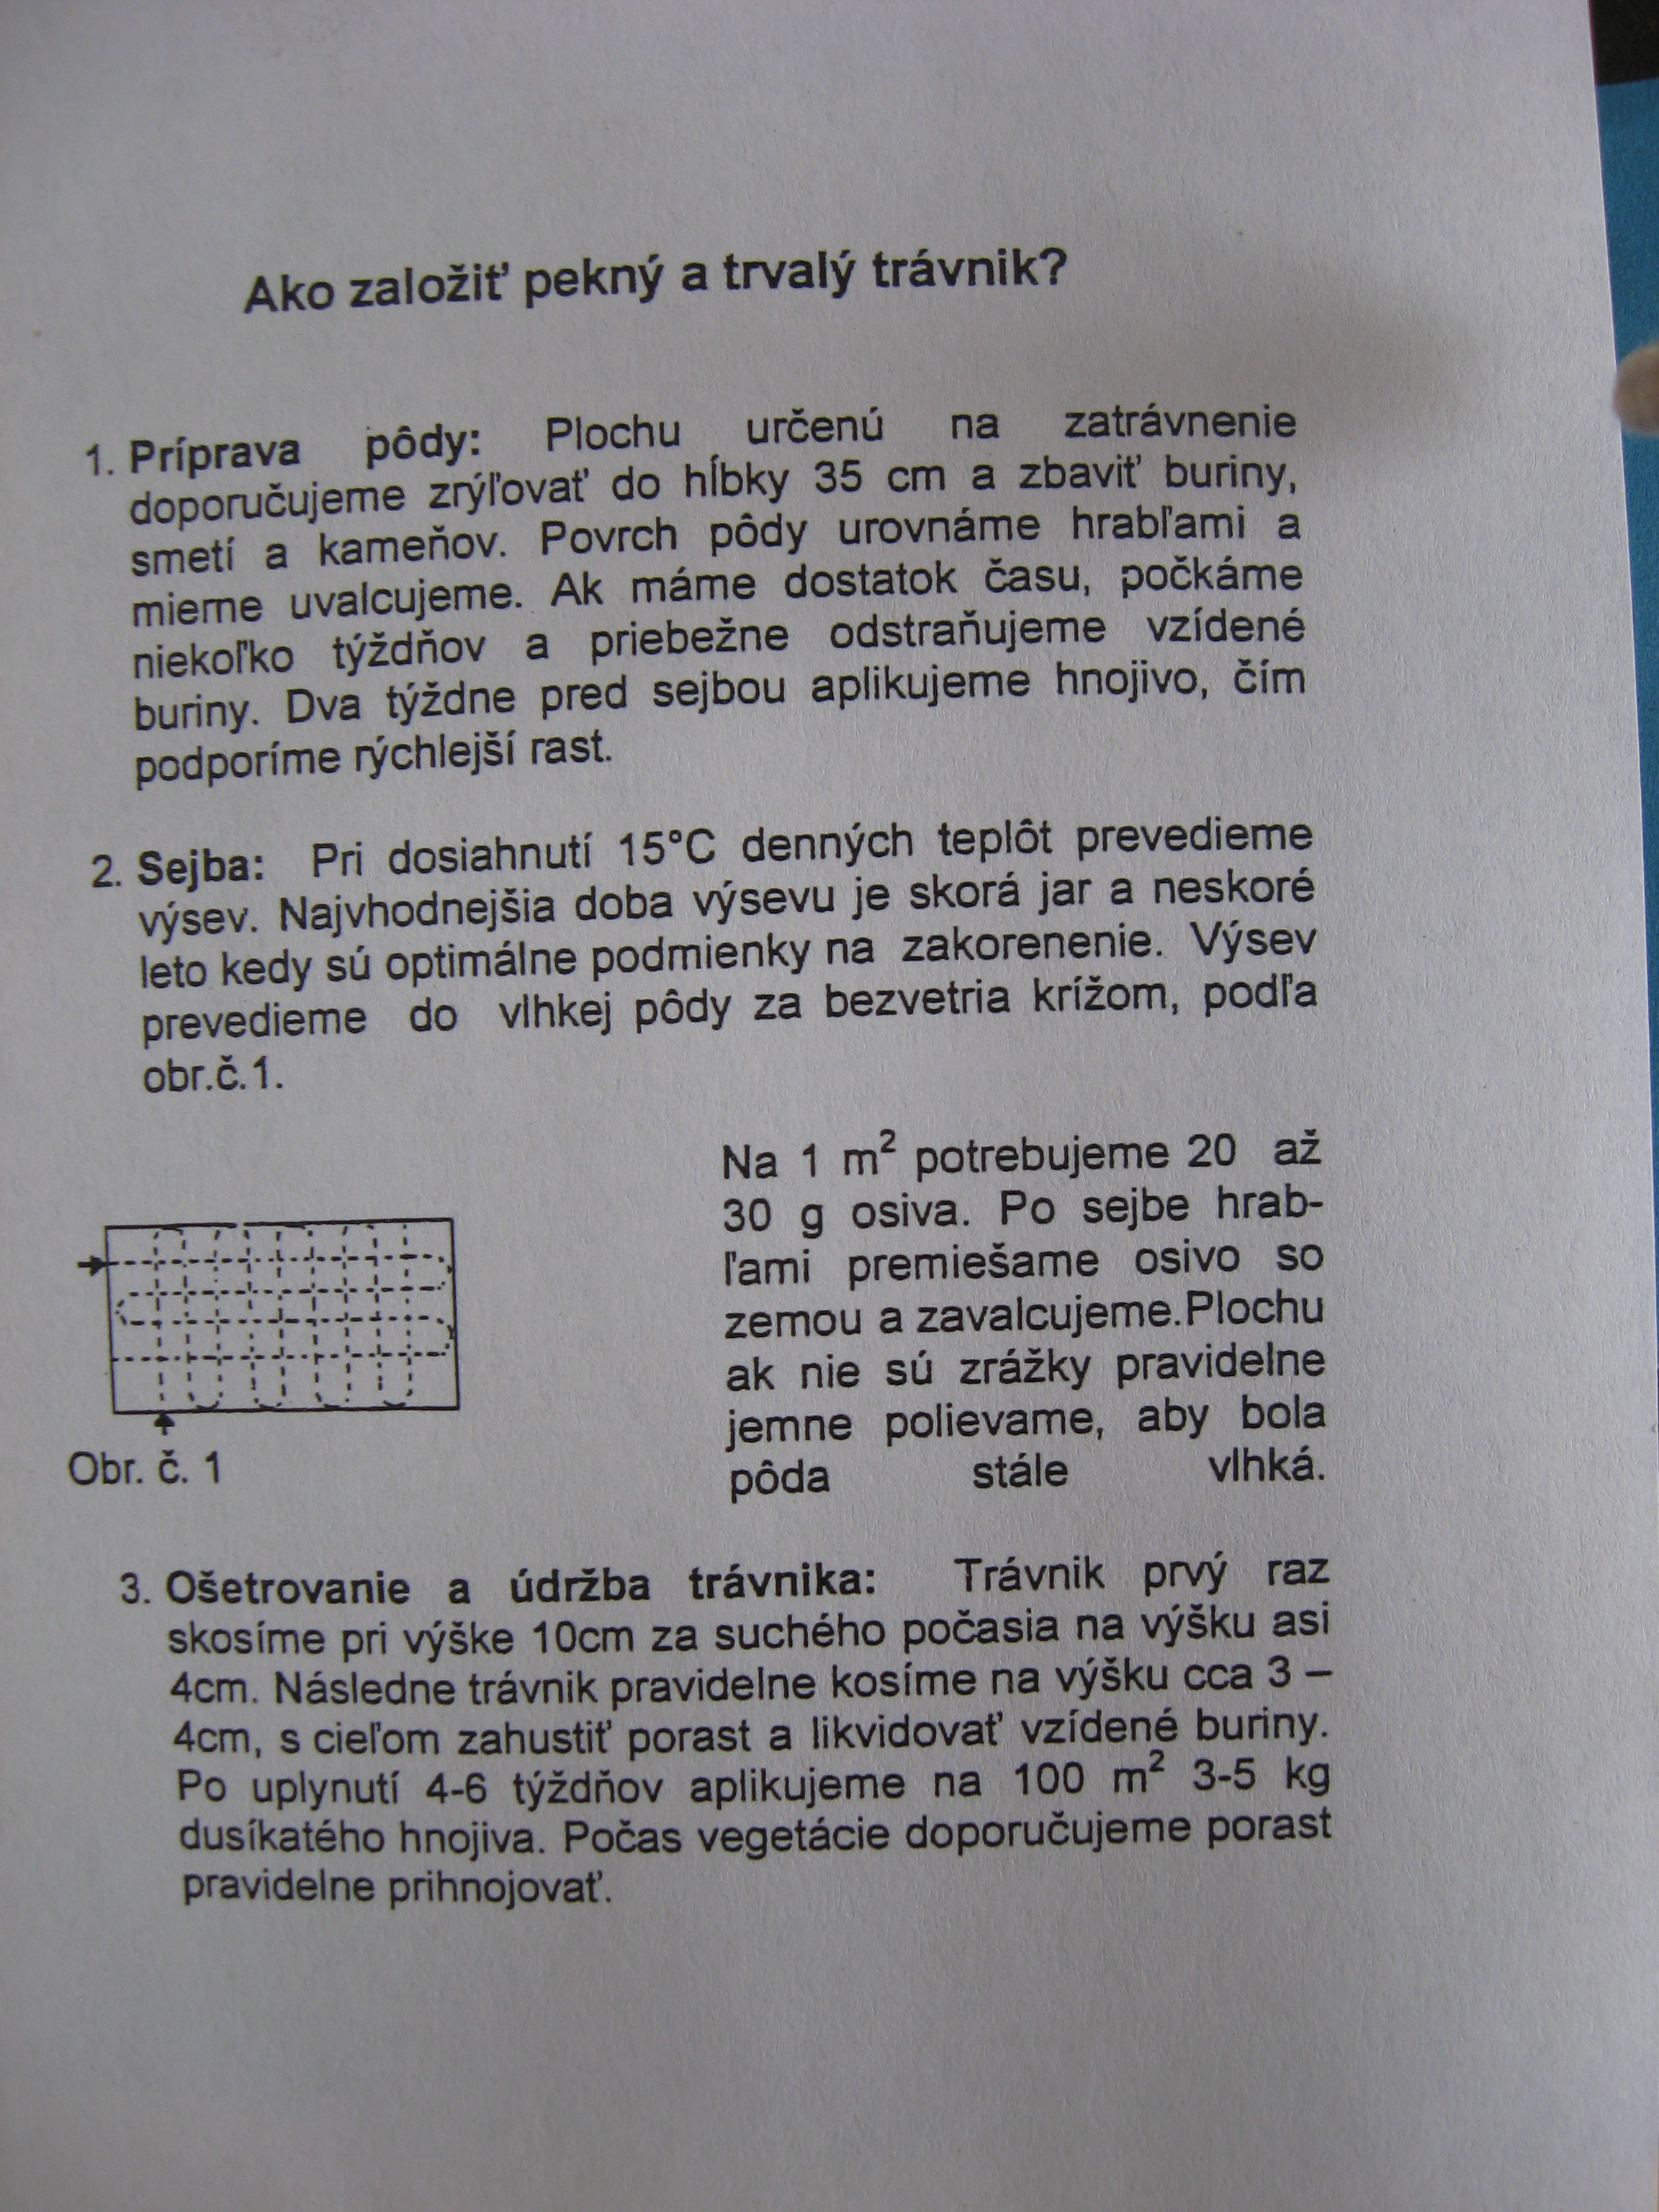 Ako založiť pekný a trvalý trávnik?
1. Príprava pôdy: Plochu určenú na zatrávnenie
doporučujeme zrýľovať do hĺbky 35 cm a zbaviť buriny,
smetí a kameňov. Povrch pôdy urovnáme hrabľami a
mierne uvalcujeme. Ak máme dostatok času, počkáme
niekoľko týždňov a priebežne odstraňujeme vzídené
buriny. Dva týždne pred sejbou aplikujeme hnojivo, čím
podporíme rýchlejší rast.
2. Sejba: Pri dosiahnutí 15°C denných teplôt prevedieme
výsev. Najvhodnejšia doba výsevu je skorá jar a neskoré
leto kedy sú optimálne podmienky na zakorenenie. Výsev
prevedieme do vlhkej pôdy za bezvetria krížom, podľa
obr.č.1.
Na 1 m² potrebujeme 20 až
30 g osiva. Po sejbe hrab-
ľami premiešame osivo so
zemou a zavalcujeme.Plochu
ak nie sú zrážky pravidelne
jemne polievame, aby bola
pôda stále vlhká.
Obr. č. 1
3. Ošetrovanie a údržba trávnika: Trávnik prvý raz
skosíme pri výške 10cm za suchého počasia na výšku asi
4cm. Následne trávnik pravidelne kosíme na výšku cca 3 –
4cm, s cieľom zahustiť porast a likvidovať vzídené buriny.
Po uplynutí 4-6 týždňov aplikujeme na 100 m² 3-5 kg
dusíkatého hnojiva. Počas vegetácie doporučujeme porast
pravidelne prihnojovať.